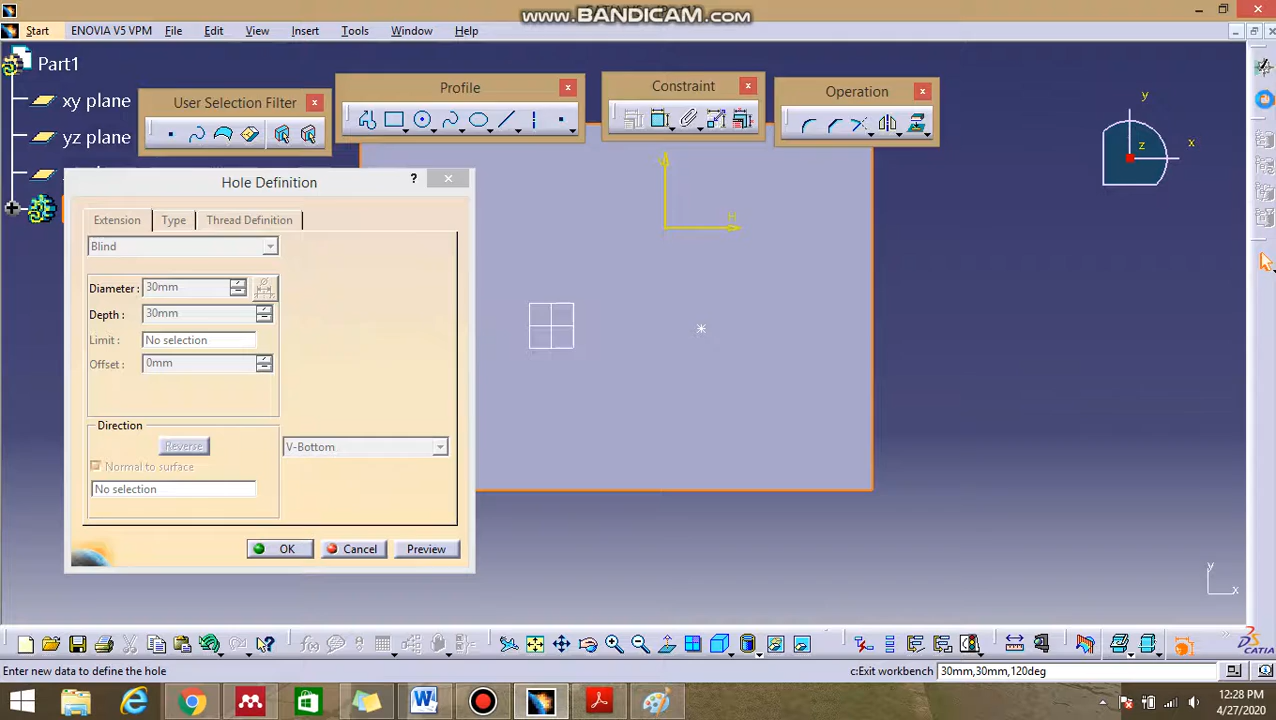 www.BANDICAM.com
Start
ENOVIA V5 VPM
File
Edit
View
Insert
Tools
Window
Help
Part1
xy plane
yz plane
User Selection Filter
Profile
Constraint
Operation
y
x
z
H
Hole Definition
?
Extension
Type
Thread Definition
Blind
Diameter :
30mm
Depth :
30mm
Limit :
No selection
Offset :
0mm
Direction
Reverse
Normal to surface
No selection
V-Bottom
OK
Cancel
Preview
y
x
CATIA
Enter new data to define the hole
c:Exit workbench
30mm,30mm,120deg
12:28 PM
4/27/2020